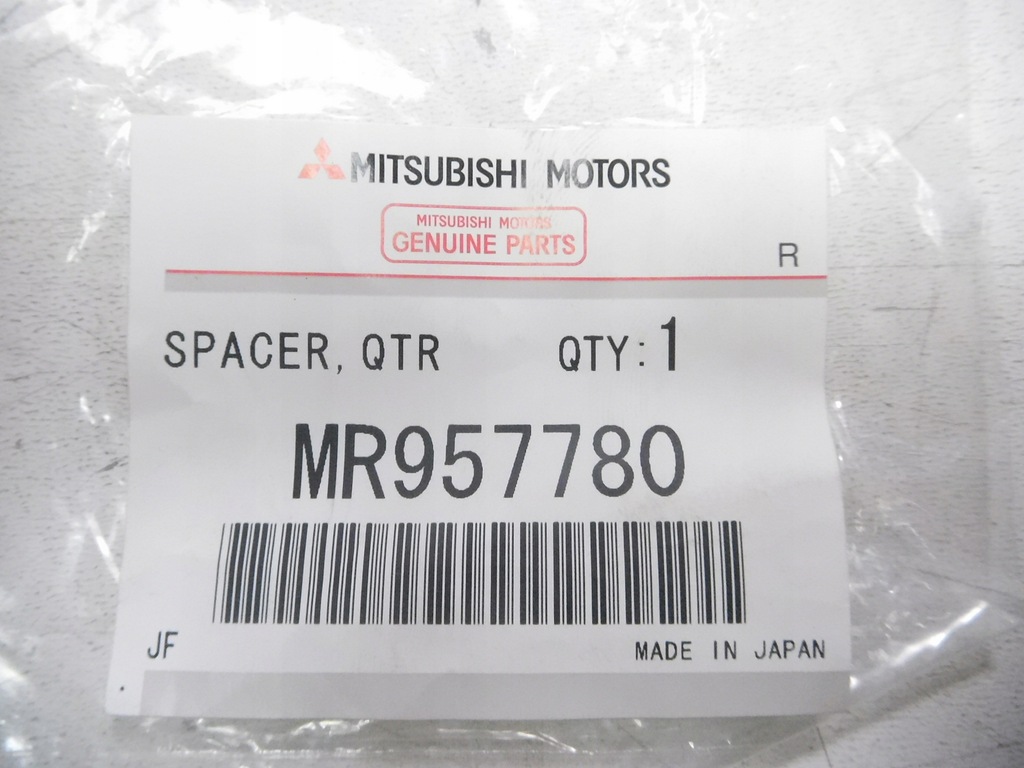 MITSUBISHI MOTORS
MITSUBISHI MOTORS
GENUINE PARTS
R
SPACER, QTR QTY: 1
MR957780
JF MADE IN JAPAN